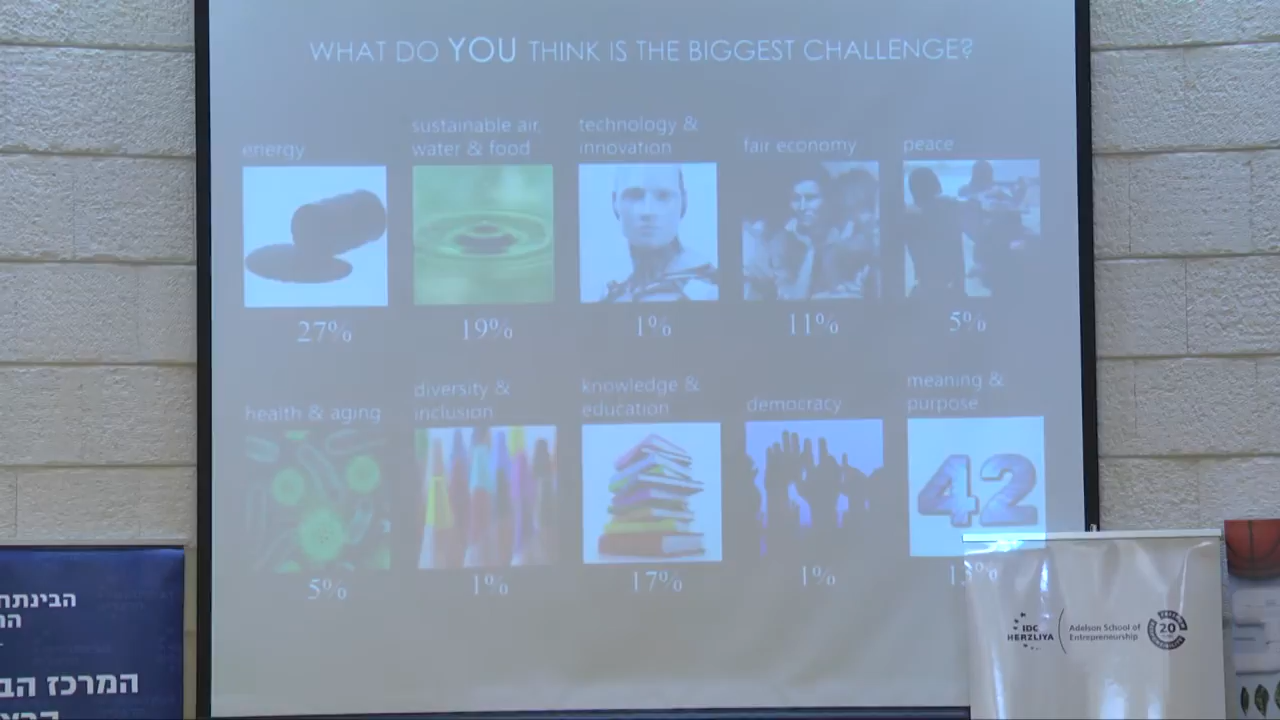 WHAT DO YOU THINK IS THE BIGGEST CHALLENGE?
energy
sustainable air,
water & food
technology &
innovation
fair economy
peace
27%
19%
1%
11%
5%
health & aging
diversity &
inclusion
knowledge &
education
democracy
meaning &
purpose
42
5%
1%
17%
1%
הבינתח
הר
המרכז הב
IDC
HERZLIYA
Adelson School of
Entrepreneurship
20